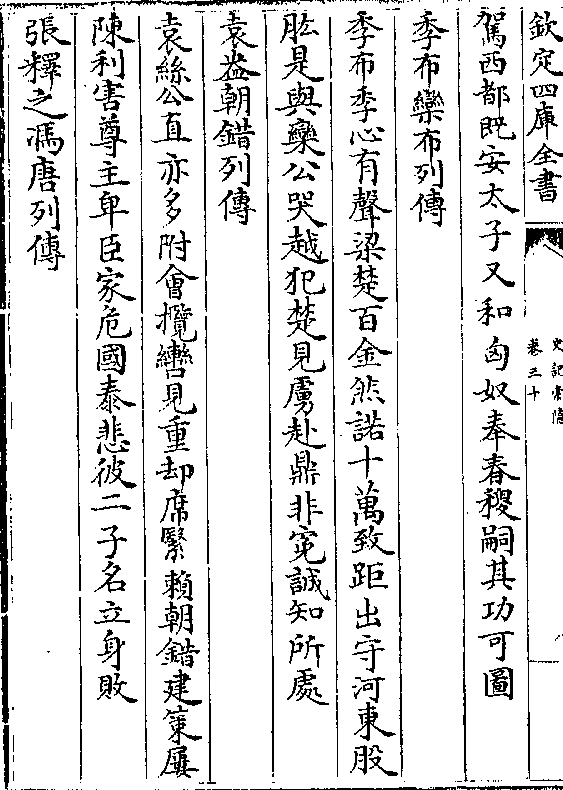 欽定四庫全書
史記索隱
卷三十
駕西都既安太子又和匈奴奉春稷嗣其功可圖
季布欒布列傳
季布季心有聲梁楚百金然諾十萬致距出守河東股
肱是與欒公哭越犯楚見虜赴鼎非寃誠知所處
袁盎朝錯列傳
袁絲公直亦多附會攬轡見重却席緊賴朝錯建策屢
陳利害尊主卑臣家危國泰悲彼二子名立身敗
張釋之馮唐列傳